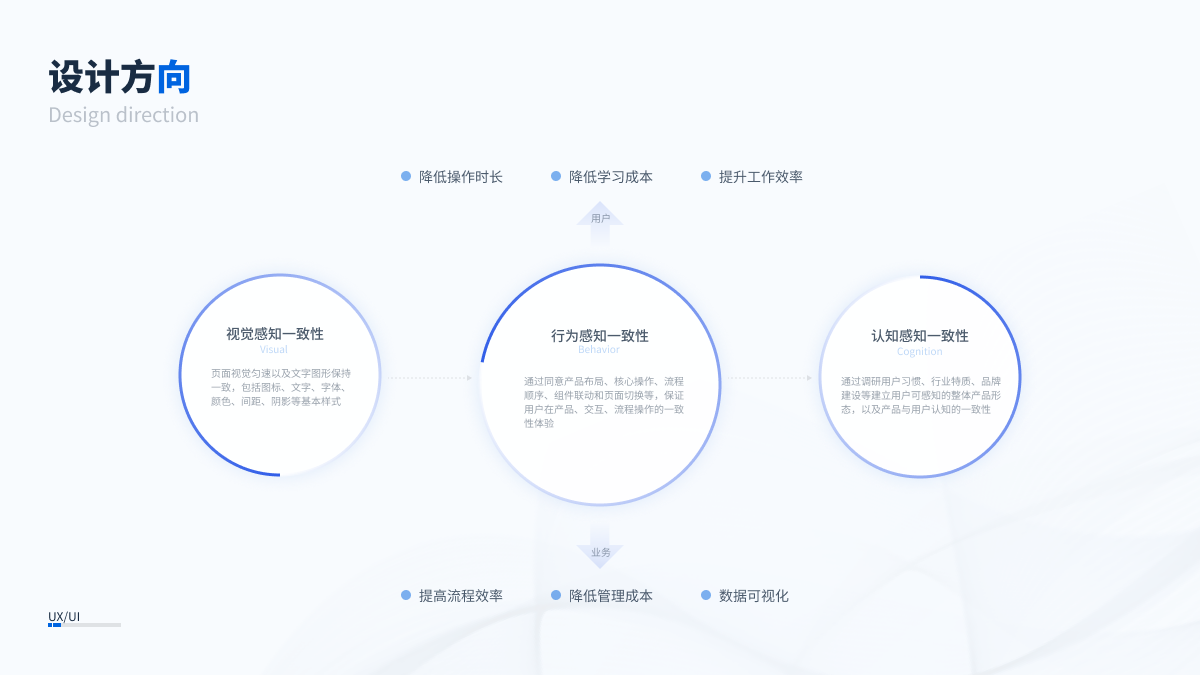 设计方向
Design direction
降低操作时长
降低学习成本
提升工作效率
用户
视觉感知一致性
Visual
页面视觉匀速以及文字图形保持
一致，包括图标、文字、字体、
颜色、间距、阴影等基本样式
行为感知一致性
Behavior
通过同意产品布局、核心操作、流程
顺序、组件联动和页面切换等，保证
用户在产品、交互、流程操作的一致
性体验
认知感知一致性
Cognition
通过调研用户习惯、行业特质、品牌
建设等建立用户可感知的整体产品形
态，以及产品与用户认知的一致性
业务
提高流程效率
降低管理成本
数据可视化
UX/UI